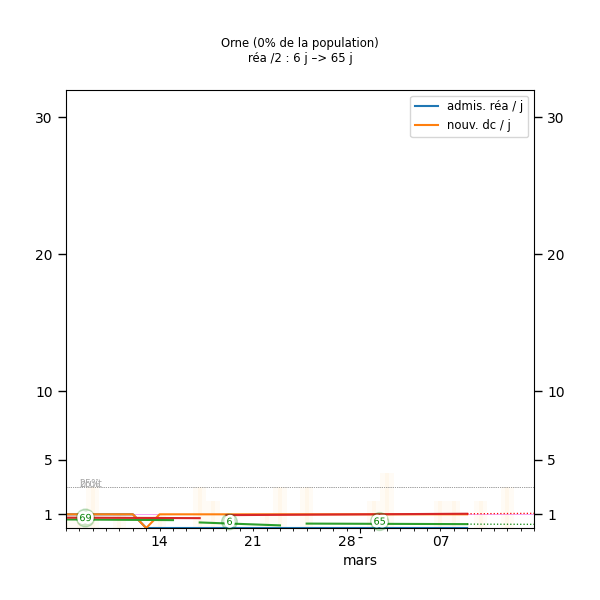 Orne (0% de la population)
réa /2 : 6 j –> 65 j
admis. réa / j
nouv. dc / j
30 30
20 20
10 10
5 5
1 1
69 6 65
14 21 28 07
mars